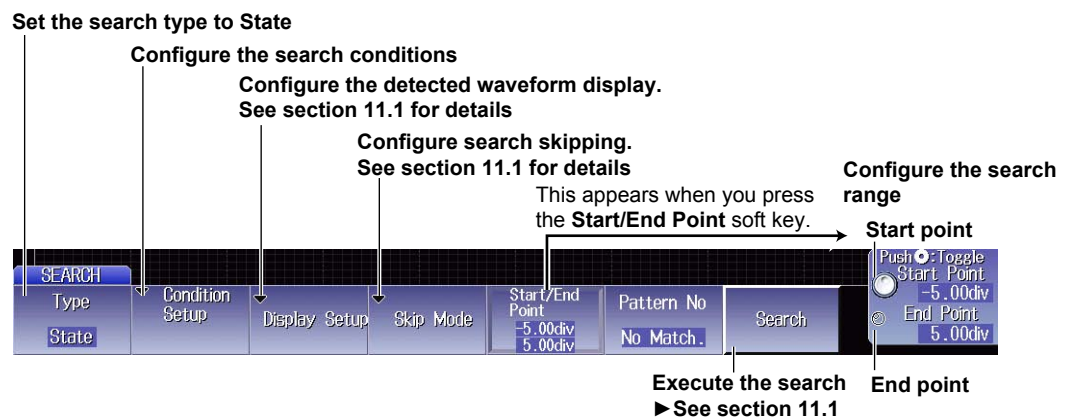 Set the search type to State
Configure the search conditions
Configure the detected waveform display.
See section 11.1 for details
Configure search skipping.
See section 11.1 for details
This appears when you press
the Start/End Point soft key.
Configure the search
range
Start point
SEARCH
Type
State
Condition
Setup
Display Setup
Skip Mode
Start/End
Point
-5.00div
5.00div
Pattern No
No Match.
Search
Push :Toggle
Start Point
-5.00div
End Point
5.00div
Execute the search
►See section 11.1
End point